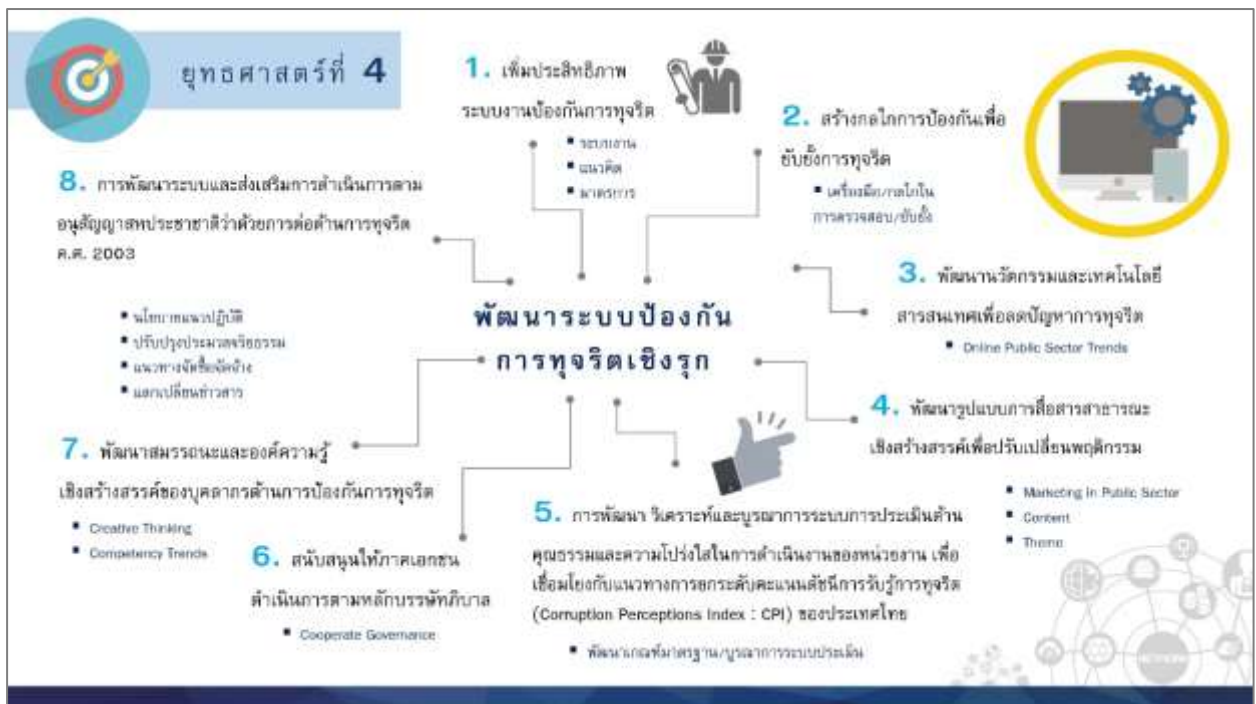 ยุทธศาสตร์ที่ 4
1. เพิ่มประสิทธิภาพ
ระบบงานป้องกันการทุจริต
▪ ระบบงาน
▪ แนวคิด
▪ มาตรการ
2. สร้างกลไกการป้องกันเพื่อ
ยับยั้งการทุจริต
▪ เครื่องมือ/กลไกใน
การตรวจสอบ/ยับยั้ง
3. พัฒนานวัตกรรมและเทคโนโลยี
สารสนเทศเพื่อลดปัญหาการทุจริต
▪ Online Public Sector Trends
4. พัฒนารูปแบบการสื่อสารสาธารณะ
เชิงสร้างสรรค์เพื่อปรับเปลี่ยนพฤติกรรม
▪ Marketing in Public Sector
▪ Content
▪ Theme
พัฒนาระบบป้องกัน
การทุจริตเชิงรุก
5. การพัฒนา วิเคราะห์และบูรณาการระบบการประเมินด้าน
คุณธรรมและความโปร่งใสในการดำเนินงานของหน่วยงาน เพื่อ
เชื่อมโยงกับแนวทางการยกระดับคะแนนดัชนีการรับรู้การทุจริต
(Corruption Perceptions Index : CPI) ของประเทศไทย
▪ พัฒนาเกณฑ์มาตรฐาน/บูรณาการระบบประเมิน
6. สนับสนุนให้ภาคเอกชน
ดำเนินการตามหลักบรรษัทภิบาล
▪ Cooperate Governance
7. พัฒนาสมรรถนะและองค์ความรู้
เชิงสร้างสรรค์ของบุคลากรด้านการป้องกันการทุจริต
▪ Creative Thinking
▪ Competency Trends
8. การพัฒนาระบบและส่งเสริมการดำเนินการตาม
อนุสัญญาสหประชาชาติว่าด้วยการต่อต้านการทุจริต
ค.ศ. 2003
▪ นโยบายแนวปฏิบัติ
▪ ปรับปรุงประมวลจริยธรรม
▪ แนวทางจัดซื้อจัดจ้าง
▪ แลกเปลี่ยนข่าวสาร